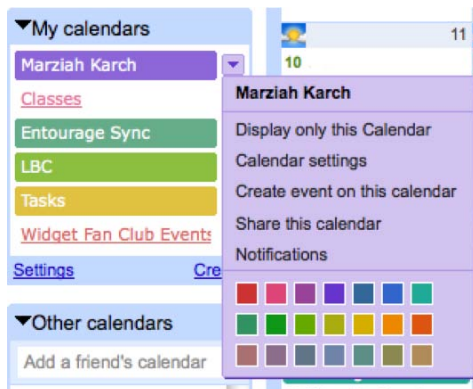 ▼My calendars
Marziah Karch
Classes
Entourage Sync
LBC
Tasks
Widget Fan Club Events
Settings
Cre
▼Other calendars
Add a friend's calendar
11
10
Marziah Karch
Display only this Calendar
Calendar settings
Create event on this calendar
Share this calendar
Notifications